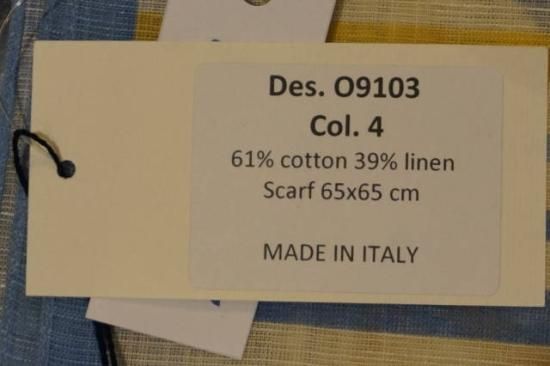 Des. O9103
Col. 4
61% cotton 39% linen
Scarf 65x65 cm
MADE IN ITALY